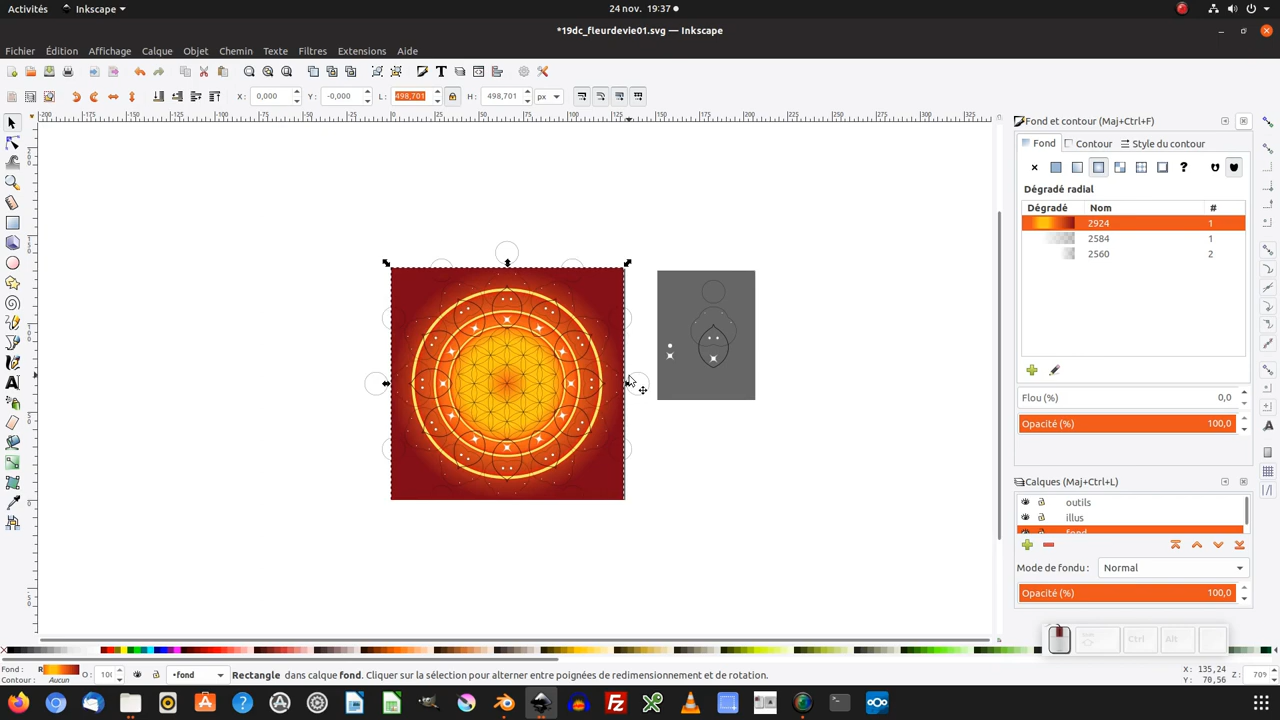 Activités
Inkscape
24 nov. 19:37
*19dc_fleurdevie01.svg — Inkscape
Fichier Édition Affichage Calque Objet Chemin Texte Filtres Extensions Aide
X : 0,000 Y : -0,000 L : 498,701 H : 498,701 px
Fond et contour (Maj+Ctrl+F)
Fond Contour Style du contour
Dégradé radial
Dégradé Nom #
2924 1
2584 1
2560 2
Flou (%) 0,0
Opacité (%) 100,0
Calques (Maj+Ctrl+L)
outils
illus
fond
Mode de fondu : Normal
Opacité (%) 100,0
Ctrl Alt
Fond :
Contour : Aucun
O :
•fond
Rectangle dans calque fond. Cliquer sur la sélection pour alterner entre poignées de redimensionnement et de rotation.
X : 135,24
Y : 70,56
Z : 70%